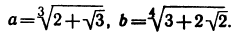 a = ∛(2+√3), b = ∜(3+2√2).